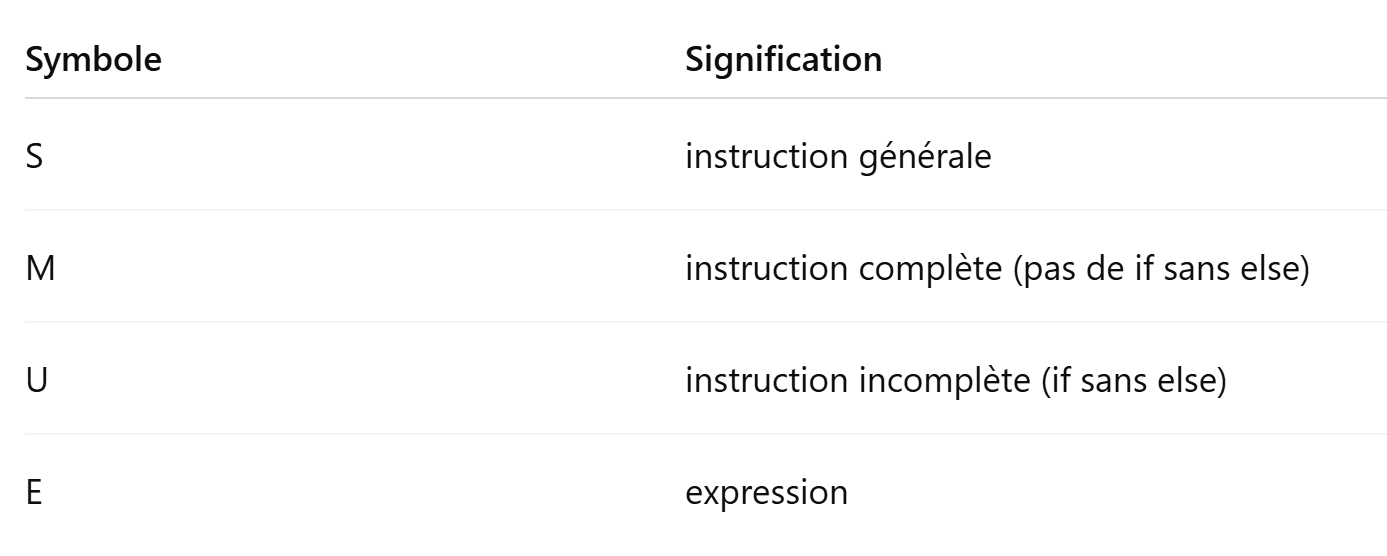 Symbole Signification
S instruction générale
M instruction complète (pas de if sans else)
U instruction incomplète (if sans else)
E expression